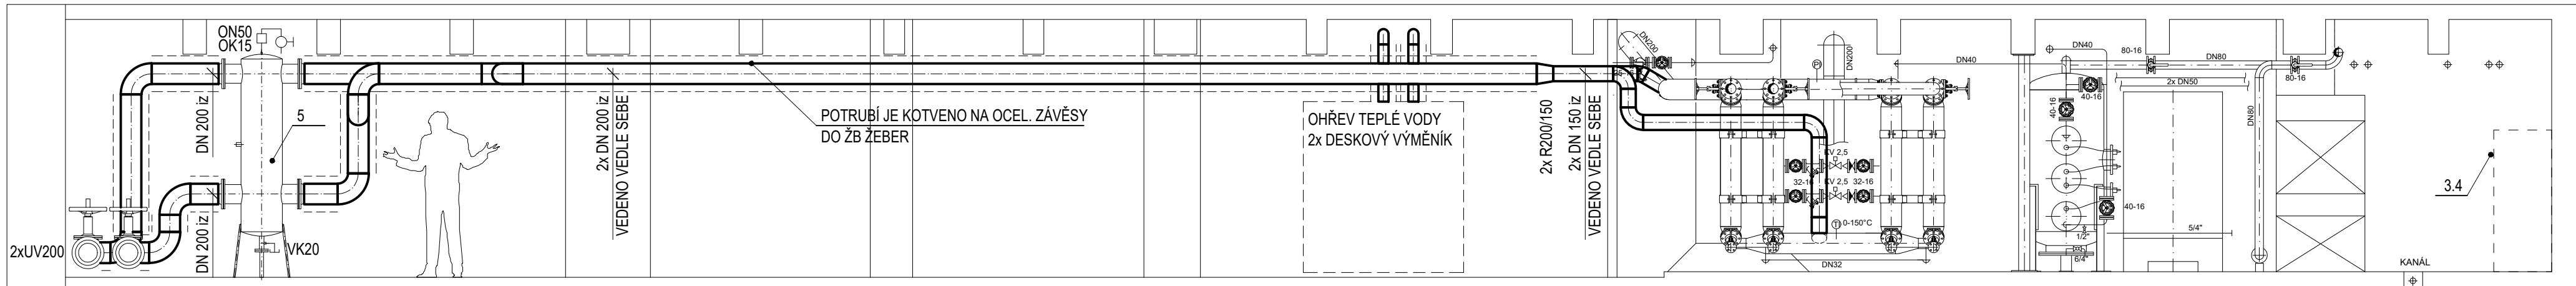 ON50
OK15
DN 200 iz
5
DN 200 iz
2xUV200
VK20
2x DN 200 iz
VEDENO VEDLE SEBE
POTRUBÍ JE KOTVENO NA OCEL. ZÁVĚSY
DO ŽB ŽEBER
OHŘEV TEPLÉ VODY
2x DESKOVÝ VÝMĚNÍK
2x R200/150
2x DN 150 iz
VEDENO VEDLE SEBE
DN200
P
DN200
KV 2,5
32-16
KV 2,5
32-16
T
0-150°C
DN32
DN40
DN40
40-16
40-16
40-16
1/2"
6/4"
80-16
DN80
80-16
2x DN50
DN80
5/4"
3.4
KANÁL